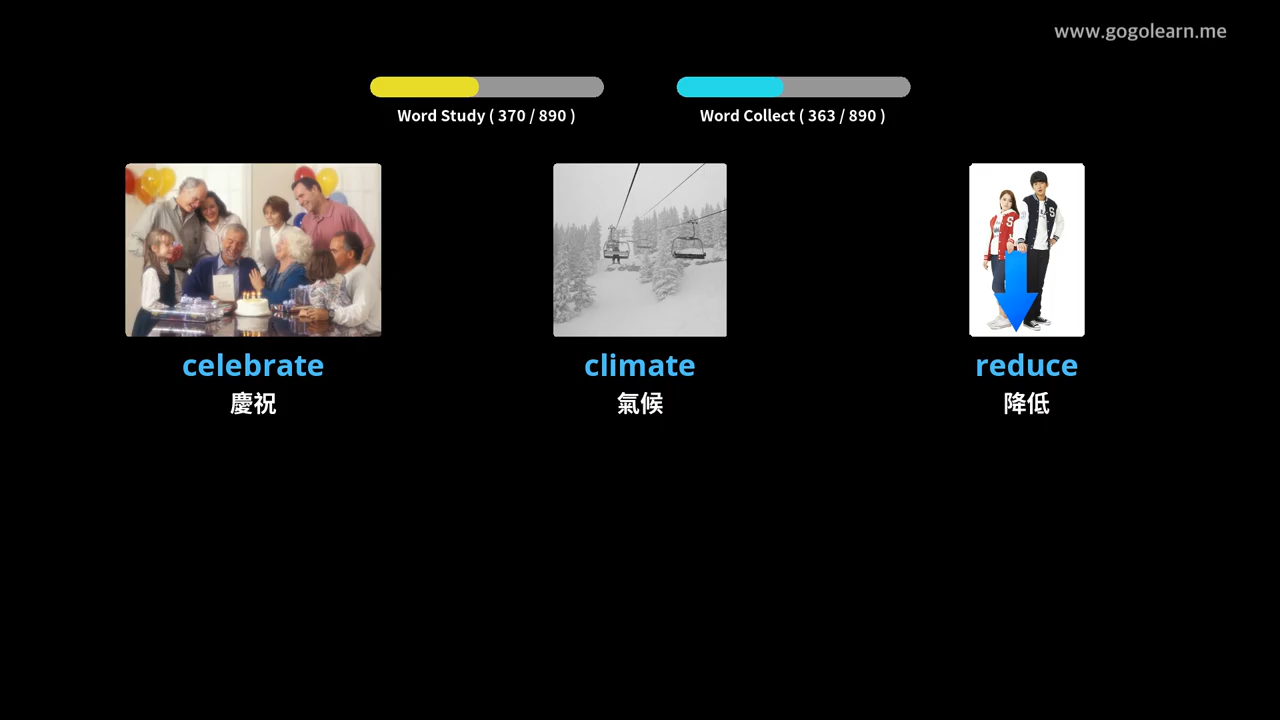 www.gogolearn.me
Word Study ( 370 / 890 )
Word Collect ( 363 / 890 )
celebrate
慶祝
climate
氣候
reduce
降低